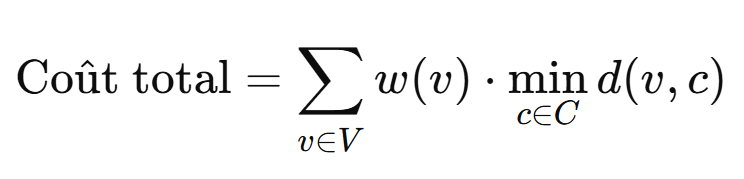 Coût total = ∑_{v∈V} w(v) · min_{c∈C} d(v, c)